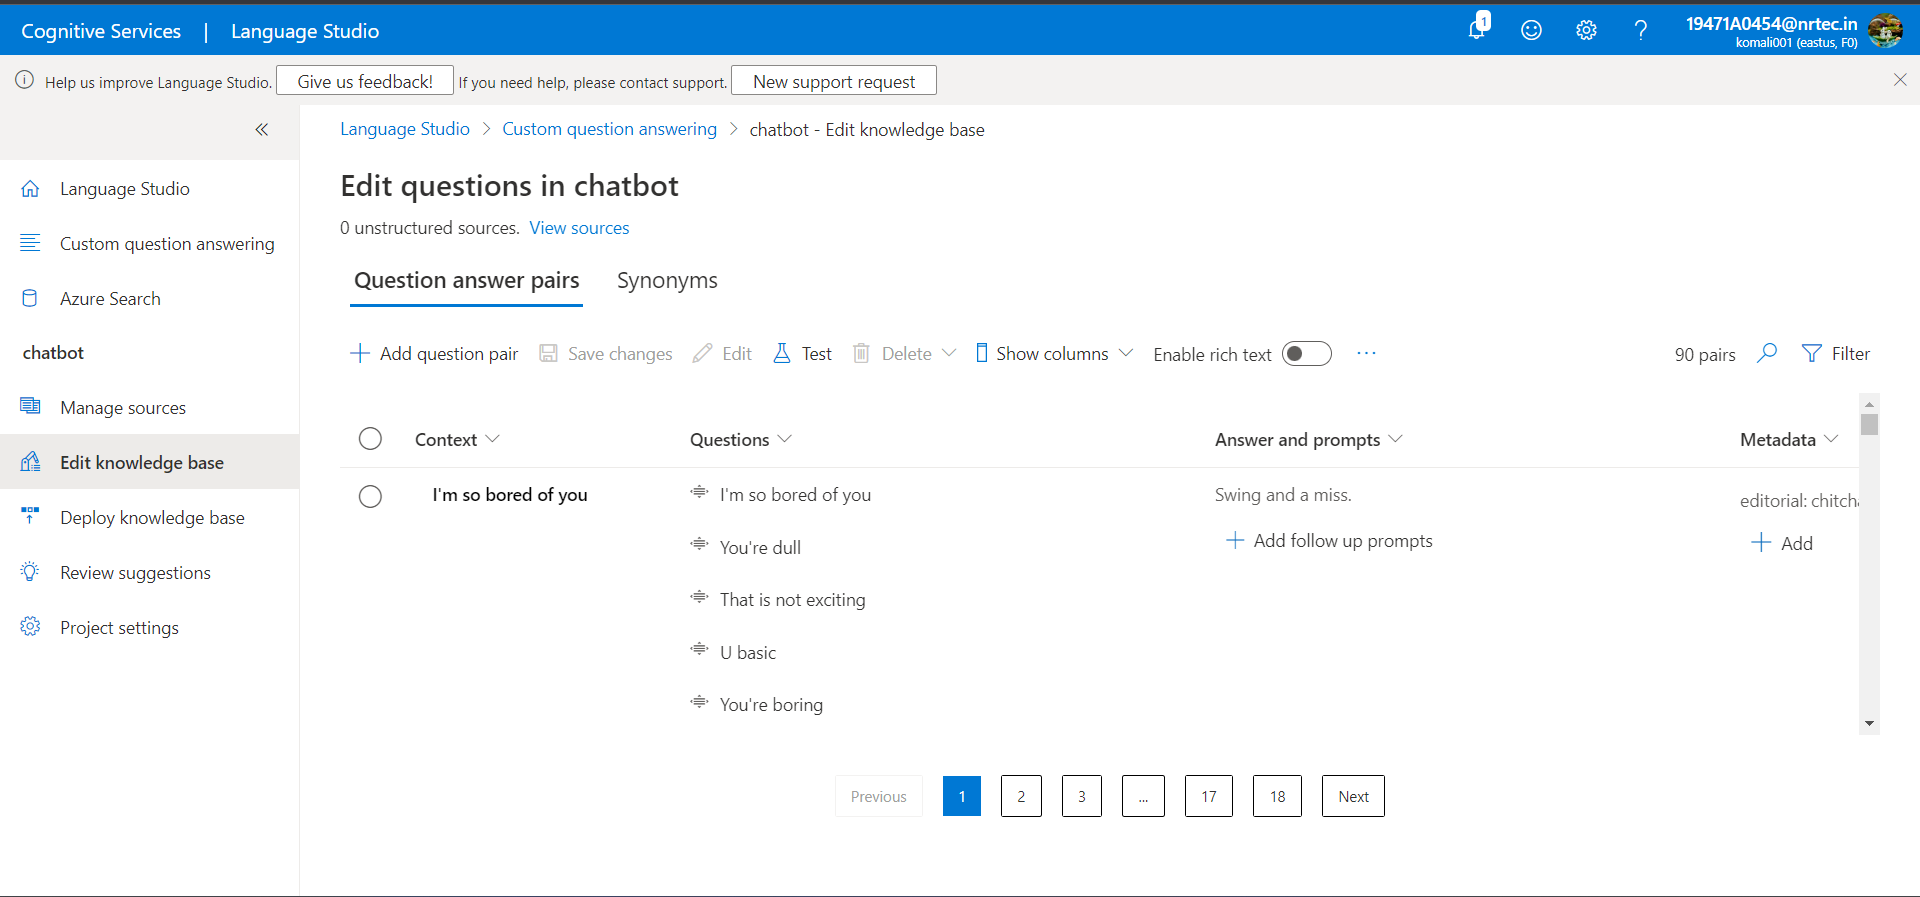 Cognitive Services | Language Studio
1
19471A0454@nrtec.in
komali001 (eastus, F0)
Help us improve Language Studio. Give us feedback! If you need help, please contact support. New support request
Language Studio > Custom question answering > chatbot - Edit knowledge base
Language Studio
Custom question answering
Azure Search
chatbot
Manage sources
Edit knowledge base
Deploy knowledge base
Review suggestions
Project settings
Edit questions in chatbot
0 unstructured sources. View sources
Question answer pairs Synonyms
Add question pair Save changes Edit Test Delete Show columns Enable rich text ... 90 pairs Filter
Context Questions Answer and prompts Metadata
I'm so bored of you I'm so bored of you Swing and a miss. editorial: chitcha
Add follow up prompts Add
You're dull
That is not exciting
U basic
You're boring
Previous 1 2 3 ... 17 18 Next